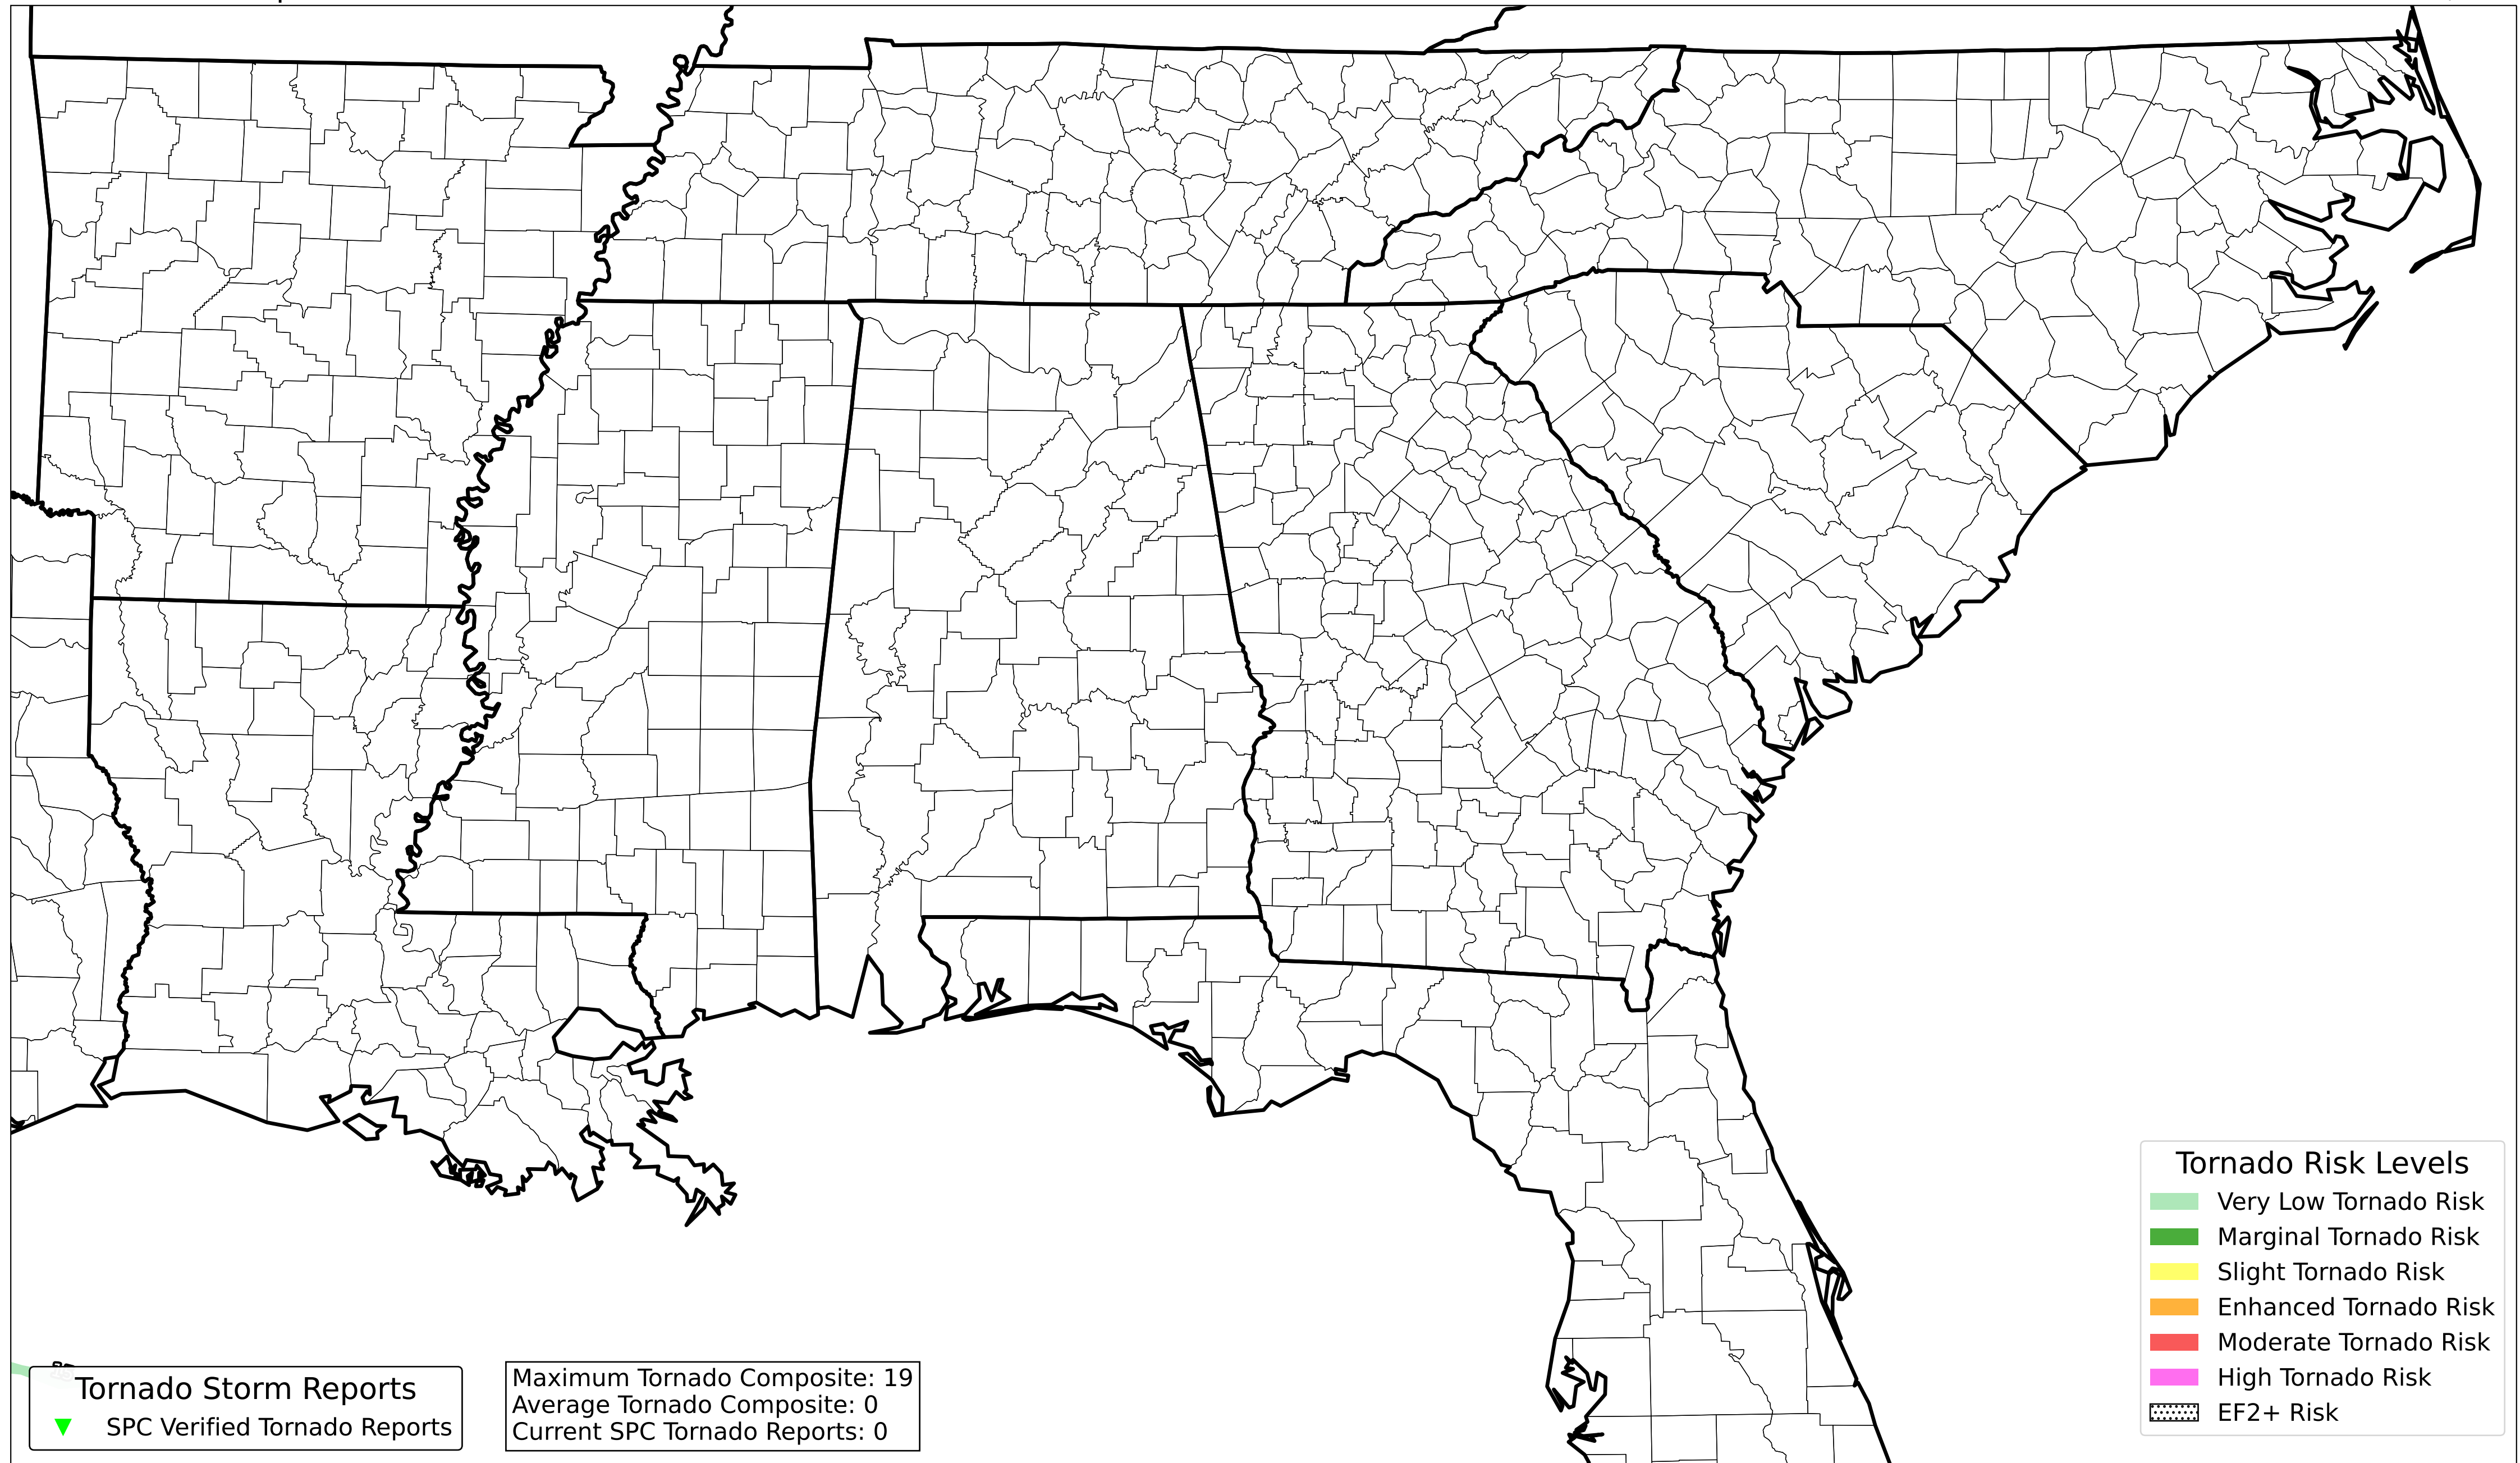 Tornado Storm Reports
SPC Verified Tornado Reports
Maximum Tornado Composite: 19
Average Tornado Composite: 0
Current SPC Tornado Reports: 0
Tornado Risk Levels
Very Low Tornado Risk
Marginal Tornado Risk
Slight Tornado Risk
Enhanced Tornado Risk
Moderate Tornado Risk
High Tornado Risk
EF2+ Risk